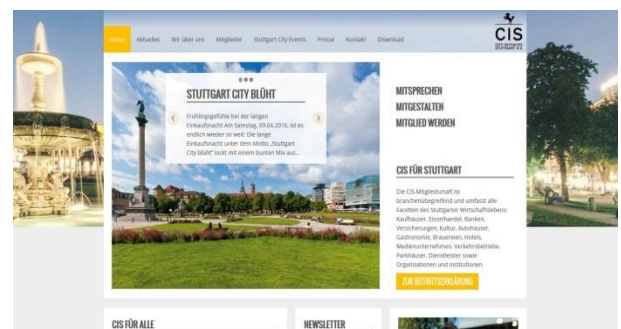 CIS
Home Aktuelles Wir über uns Mitglieder Stuttgart City Events Presse Kontakt Download
STUTTGART CITY BLÜHT
Frühlingsgefühle bei der langen
Einkaufsnacht Am Samstag, 09.04.2016, ist es
endlich wieder so weit: Die lange
Einkaufsnacht unter dem Motto „Stuttgart
City blüht" lockt mit einem bunten Mix aus...
MITSPRECHEN
MITGESTALTEN
MITGLIED WERDEN
CIS FÜR STUTTGART
Die CIS-Mitgliedschaft ist
branchenübergreifend und umfasst alle
Facetten des Stuttgarter Wirtschaftslebens:
Kaufhäuser, Einzelhandel, Banken,
Versicherungen, Kultur, Autohäuser,
Gastronomie, Brauereien, Hotels,
Medienunternehmen, Verkehrsbetriebe,
Parkhäuser, Dienstleister sowie
Organisationen und Institutionen.
ZUR BEITRITTSERKLÄRUNG
CIS FÜR ALLE
NEWSLETTER